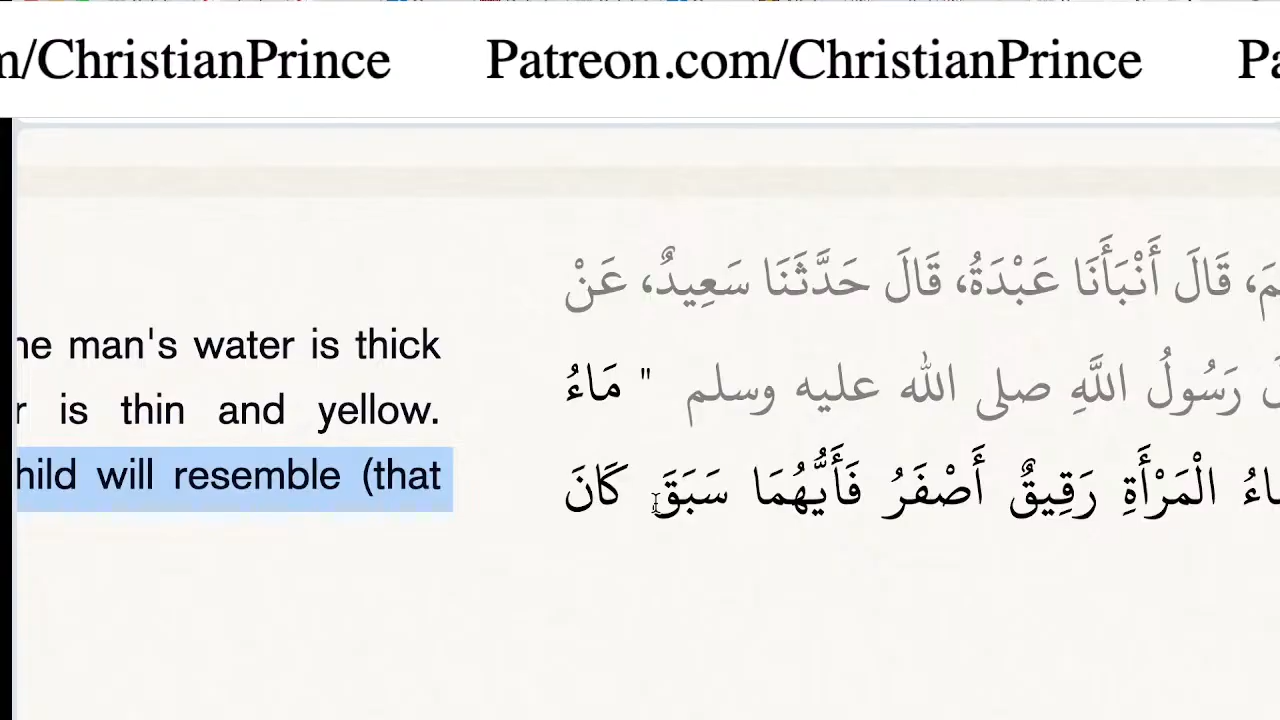 m/ChristianPrince Patreon.com/ChristianPrince Pa
he man's water is thick
r is thin and yellow.
hild will resemble (that
مَ، قَالَ أَنْبَأَنَا عَبْدَةُ، قَالَ حَدَّثَنَا سَعِيدٌ، عَنْ
لَ رَسُولُ اللَّهِ صلى الله عليه وسلم " مَاءُ
اءُ الْمَرْأَةِ رَقِيقٌ أَصْفَرُ فَأَيُّهُمَا سَبَقَ كَانَ